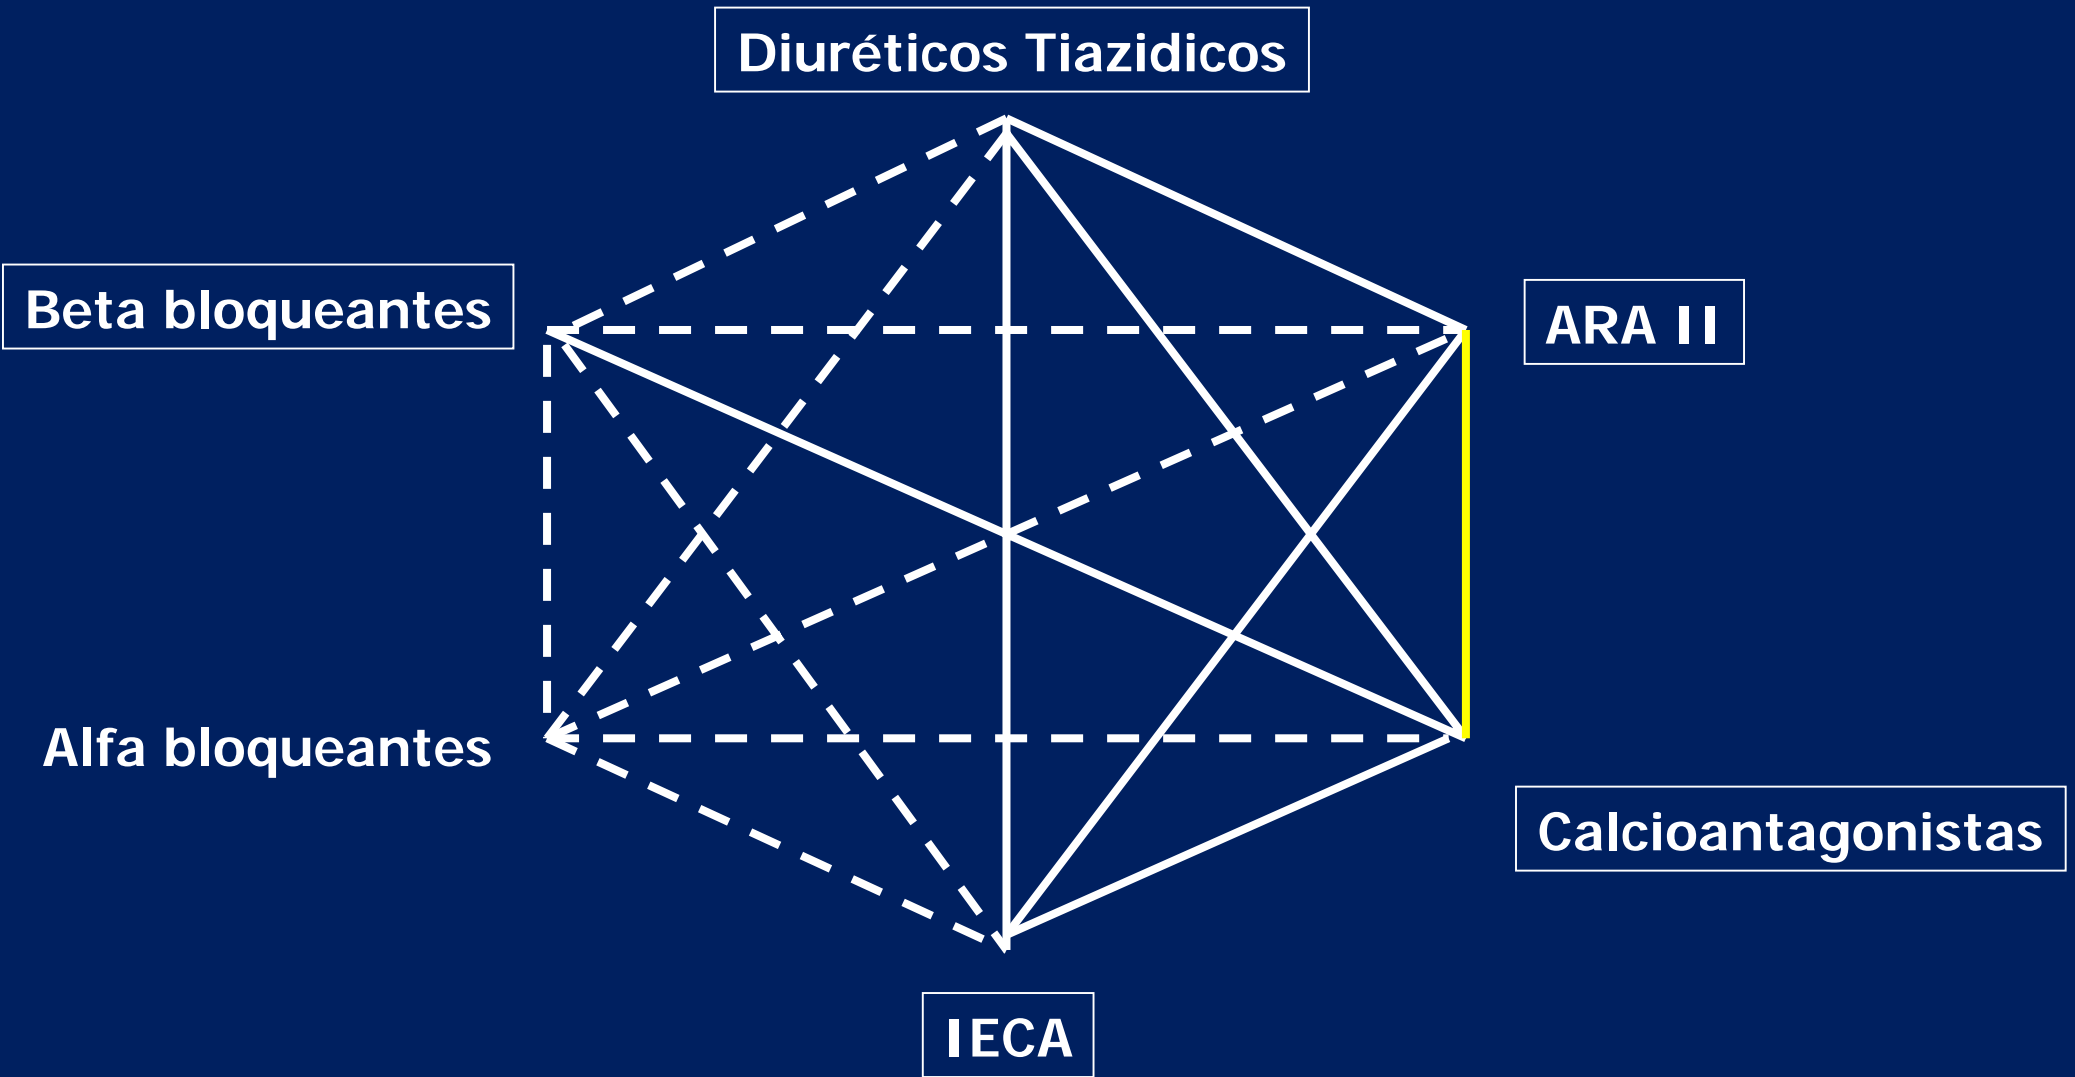 Diuréticos Tiazidicos
Beta bloqueantes
ARA II
Alfa bloqueantes
Calcioantagonistas
IECA